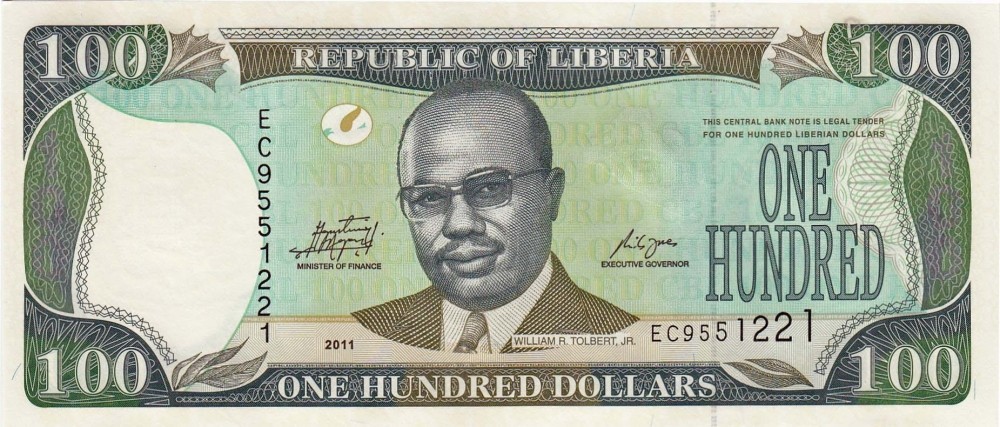 100
REPUBLIC OF LIBERIA
100
THIS CENTRAL BANK NOTE IS LEGAL TENDER
FOR ONE HUNDRED LIBERIAN DOLLARS
EC9551221
ONE
HUNDRED
MINISTER OF FINANCE
EXECUTIVE GOVERNOR
2011
WILLIAM R. TOLBERT, JR.
EC9551221
100
ONE HUNDRED DOLLARS
100